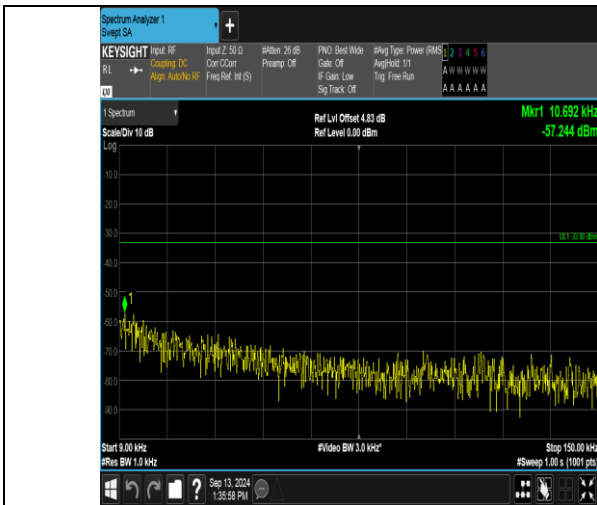 Spectrum Analyzer 1
Swept SA
+
KEYSIGHT Input: RF Input Z: 50 Ω #Atten: 26 dB PNO: Best Wide #Avg Type: Power (RMS 1 2 3 4 5 6
RL Coupling: DC Corr CCorr Preamp: Off Gate: Off Avg|Hold: 1/1 A W W W W W
Align: Auto/No RF Freq Ref: Int (S) IF Gain: Low Trig: Free Run
Sig Track: Off A A A A A A
LXI
1 Spectrum Ref Lvl Offset 4.83 dB Mkr1 10.692 kHz
Scale/Div 10 dB Ref Level 0.00 dBm -57.244 dBm
Log
-10.0
-20.0
-30.0
DL1 -33.00 dBm
-40.0
1
-50.0
-60.0
-70.0
-80.0
-90.0
Start 9.00 kHz #Video BW 3.0 kHz* Stop 150.00 kHz
#Res BW 1.0 kHz #Sweep 1.00 s (1001 pts)
? Sep 13, 2024
1:35:58 PM